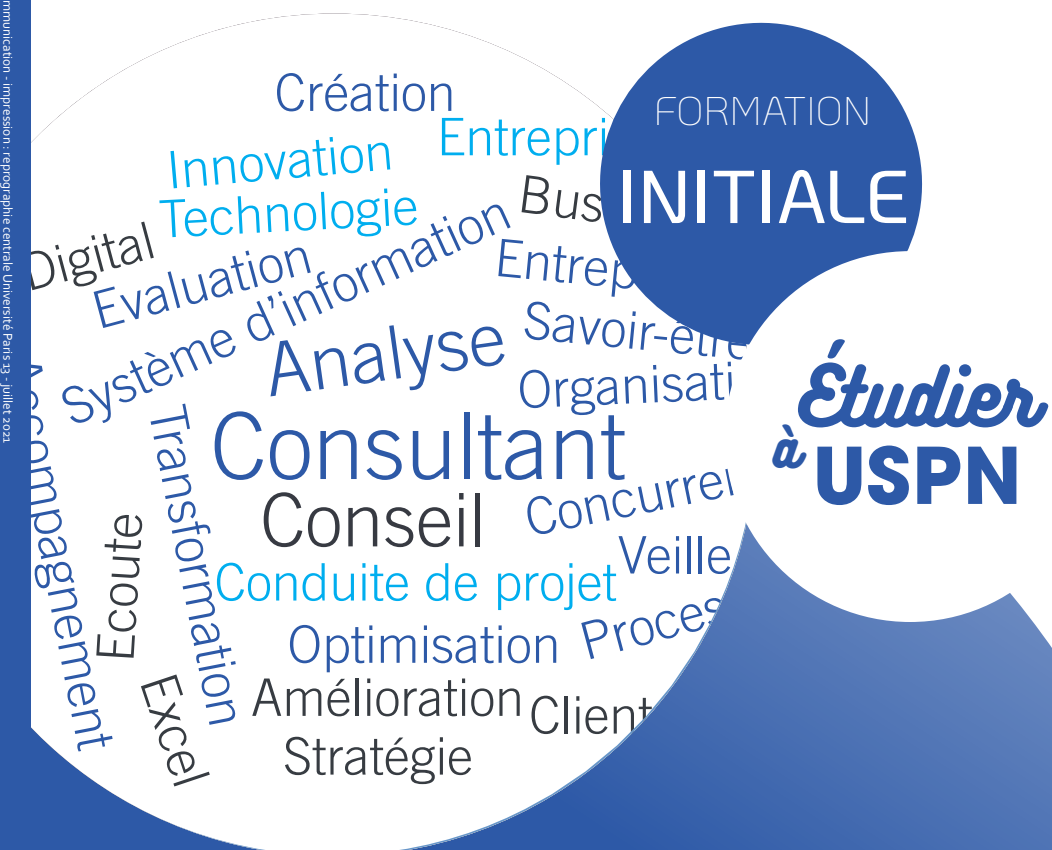 mmunication - impression : reprographie centrale Université Paris 13 - juillet 2021
Création
Entrepri
FORMATION
INITIALE
Innovation
Technologie
Bus
Digital
Evaluation
Système d'information
Entrep
Savoir-être
Analyse
Organisati
Étudier
à USPN
Consultant
Concurre
Conseil
Accompagnement
Transformation
Ecoute
Veille
Conduite de projet
Proces
Optimisation
Excel
Amélioration
Client
Stratégie